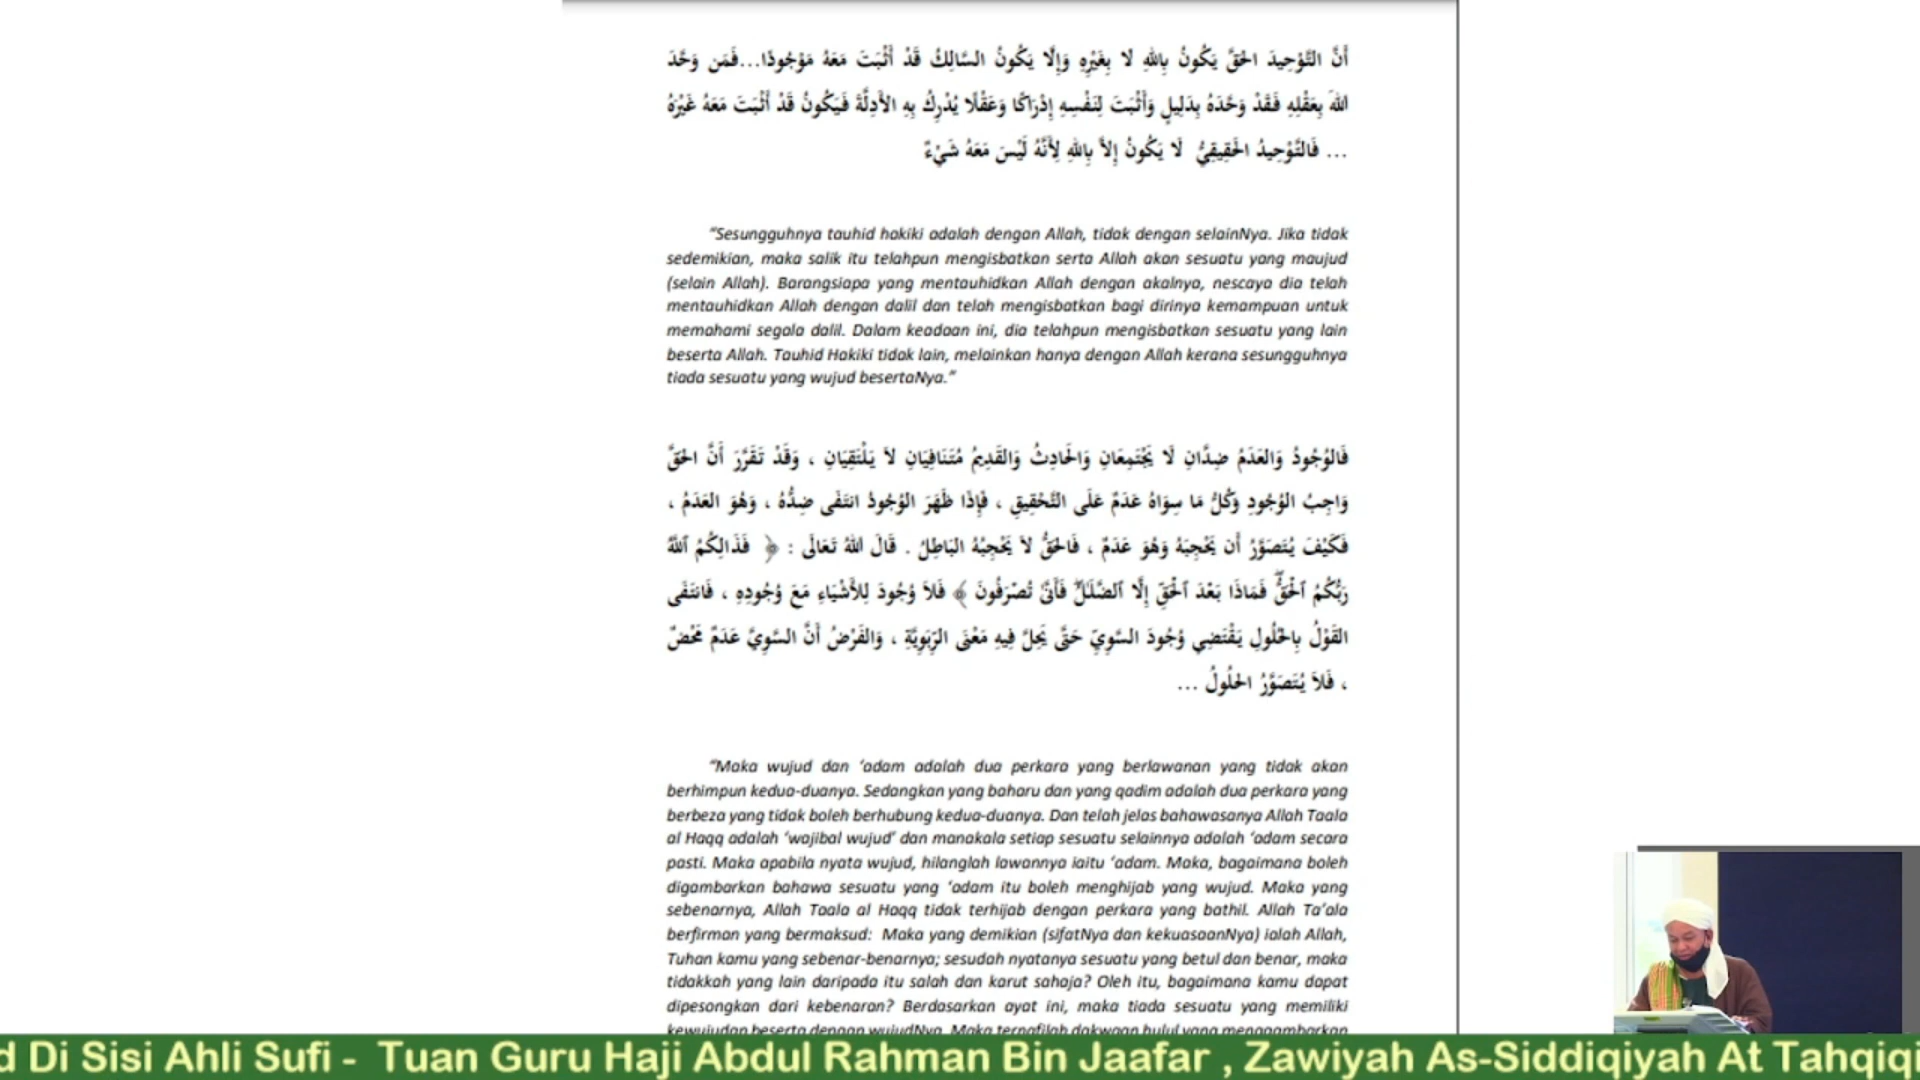 أَنَّ التَّوْحِيدَ الحَقَّ يَكُونُ بِاللهِ لا بِغَيْرِهِ وَإِلَّا يَكُونُ السَّالِكُ قَدْ أَثْبَتَ مَعَهُ مَوْجُودًا...فَمَن وَحَّدَ
اللهَ بِعَقْلِهِ فَقَدْ وَحَّدَهُ بِدَلِيلٍ وَأَثْبَتَ لِنَفْسِهِ إِدْرَاكًا وَعَقْلًا يُدْرِكُ بِهِ الأَدِلَّةَ فَيَكُونُ قَدْ أَثْبَتَ مَعَهُ غَيْرَهُ
... فَالتَّوْحِيدُ الحَقِيقِيُّ لَا يَكُونُ إِلاَّ بِاللهِ لِأَنَّهُ لَيْسَ مَعَهُ شَيْءٌ
“Sesungguhnya tauhid hakiki adalah dengan Allah, tidak dengan selainNya. Jika tidak
sedemikian, maka salik itu telahpun mengisbatkan serta Allah akan sesuatu yang maujud
(selain Allah). Barangsiapa yang mentauhidkan Allah dengan akalnya, nescaya dia telah
mentauhidkan Allah dengan dalil dan telah mengisbatkan bagi dirinya kemampuan untuk
memahami segala dalil. Dalam keadaan ini, dia telahpun mengisbatkan sesuatu yang lain
beserta Allah. Tauhid Hakiki tidak lain, melainkan hanya dengan Allah kerana sesungguhnya
tiada sesuatu yang wujud besertaNya.”
فَالوُجُودُ وَالعَدَمُ ضِدَّانِ لَا يَجْتَمِعَانِ وَالحَادِثُ وَالقَدِيمُ مُتَنَافِيَانِ لاَ يَلْتَقِيَانِ ، وَقَدْ تَقَرَّرَ أَنَّ الحَقَّ
وَاجِبُ الوُجُودِ وَكُلُّ مَا سِوَاهُ عَدَمٌ عَلَى التَّحْقِيقِ ، فَإِذَا ظَهَرَ الوُجُودُ انتَفَى ضِدُّهُ ، وَهُوَ العَدَمُ ،
فَكَيْفَ يُتَصَوَّرُ أَن يَحْجِبَهُ وَهُوَ عَدَمٌ ، فَالحَقُّ لاَ يَحْجِبُهُ البَاطِلُ . قَالَ اللهُ تَعَالَى : ﴿ فَذَالِكُمُ ٱللَّهُ
رَبُّكُمُ ٱلْحَقُّ ۖ فَمَاذَا بَعْدَ ٱلْحَقِّ إِلَّا ٱلضَّلَـٰلُ ۖ فَأَنَّىٰ تُصْرَفُونَ ﴾ فَلاَ وُجُودَ لِلأَشْيَاءِ مَعَ وُجُودِهِ ، فَانتَفَى
القَوْلُ بِالحُلُولِ يَقْتَضِي وُجُودَ السَّوِيِّ حَتَّى يَحِلَّ فِيهِ مَعْنَى الرَّبَوِيَّةِ ، وَالفَرْضُ أَنَّ السَّوِيَّ عَدَمٌ مَحْضٌ
، فَلاَ يُتَصَوَّرُ الحُلُولُ ...
“Maka wujud dan ‘adam adalah dua perkara yang berlawanan yang tidak akan
berhimpun kedua-duanya. Sedangkan yang baharu dan yang qadim adalah dua perkara yang
berbeza yang tidak boleh berhubung kedua-duanya. Dan telah jelas bahawasanya Allah Taala
al Haqq adalah ‘wajibal wujud’ dan manakala setiap sesuatu selainnya adalah ‘adam secara
pasti. Maka apabila nyata wujud, hilanglah lawannya iaitu ‘adam. Maka, bagaimana boleh
digambarkan bahawa sesuatu yang ‘adam itu boleh menghijab yang wujud. Maka yang
sebenarnya, Allah Taala al Haqq tidak terhijab dengan perkara yang bathil. Allah Ta’ala
berfirman yang bermaksud: Maka yang demikian (sifatNya dan kekuasaanNya) ialah Allah,
Tuhan kamu yang sebenar-benarnya; sesudah nyatanya sesuatu yang betul dan benar, maka
tidakkah yang lain daripada itu salah dan karut sahaja? Oleh itu, bagaimana kamu dapat
dipesongkan dari kebenaran? Berdasarkan ayat ini, maka tiada sesuatu yang memiliki
kewujudan beserta dengan wujudNya. Maka ternafilah dakwaan hulul yang menggambarkan
d Di Sisi Ahli Sufi - Tuan Guru Haji Abdul Rahman Bin Jaafar , Zawiyah As-Siddiqiyah At Tahqiqi